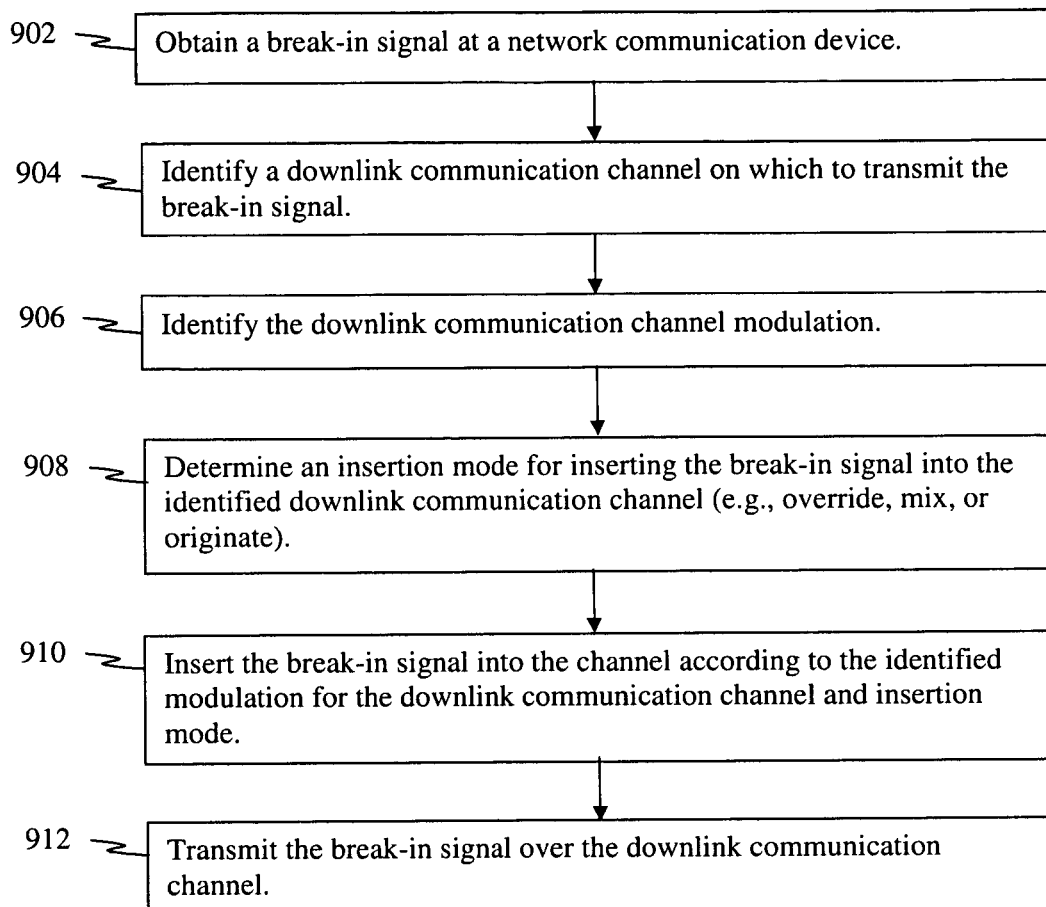 902 Obtain a break-in signal at a network communication device.
904 Identify a downlink communication channel on which to transmit the
break-in signal.
906 Identify the downlink communication channel modulation.
908 Determine an insertion mode for inserting the break-in signal into the
identified downlink communication channel (e.g., override, mix, or
originate).
910 Insert the break-in signal into the channel according to the identified
modulation for the downlink communication channel and insertion
mode.
912 Transmit the break-in signal over the downlink communication
channel.